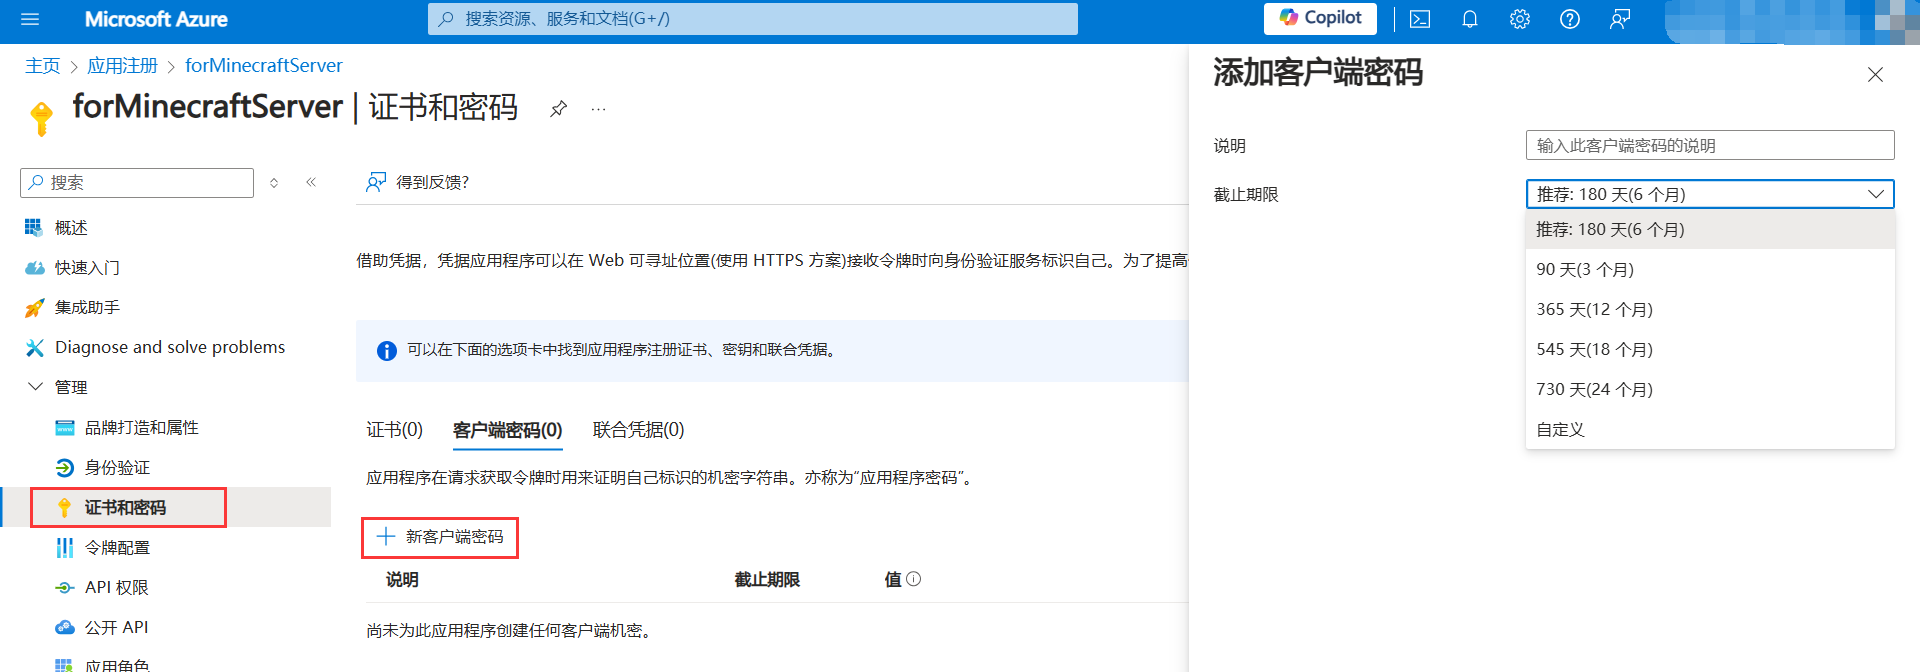 Microsoft Azure
搜索资源、服务和文档(G+/)
Copilot
主页 > 应用注册 > forMinecraftServer
forMinecraftServer | 证书和密码
搜索
概述
快速入门
集成助手
Diagnose and solve problems
管理
品牌打造和属性
身份验证
证书和密码
令牌配置
API 权限
公开 API
应用角色
得到反馈?
借助凭据，凭据应用程序可以在 Web 可寻址位置(使用 HTTPS 方案)接收令牌时向身份验证服务标识自己。为了提高
可以在下面的选项卡中找到应用程序注册证书、密钥和联合凭据。
证书(0) 客户端密码(0) 联合凭据(0)
应用程序在请求获取令牌时用来证明自己标识的机密字符串。亦称为“应用程序密码”。
新客户端密码
说明 截止期限 值
尚未为此应用程序创建任何客户端机密。
添加客户端密码
说明
输入此客户端密码的说明
截止期限
推荐: 180 天(6 个月)
推荐: 180 天(6 个月)
90 天(3 个月)
365 天(12 个月)
545 天(18 个月)
730 天(24 个月)
自定义